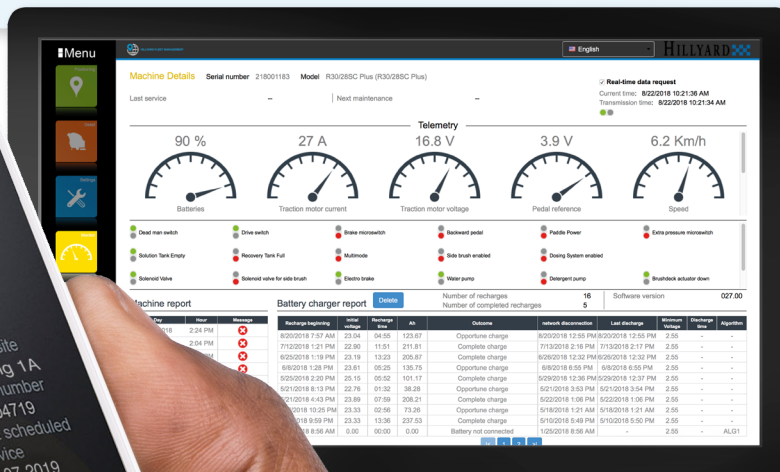 Menu
HILLYARD ASSET MANAGEMENT
English
HILLYARD
Machine Details Serial number 218001183 Model R30/28SC Plus (R30/28SC Plus)
Real-time data request
Current time: 8/22/2018 10:21:36 AM
Transmission time: 8/22/2018 10:21:34 AM
Last service -- Next maintenance --
Settings
Telemetry
90 % 27 A 16.8 V 3.9 V 6.2 Km/h
Batteries Traction motor current Traction motor voltage Pedal reference Speed
Dead man switch Drive switch Brake microswitch Backward pedal Paddle Power Extra pressure microswitch
Solution Tank Empty Recovery Tank Full Multimode Side brush enabled Dosing System enabled
Solenoid Valve Solenoid valve for side brush Electro brake Water pump Detergent pump Brushdeck actuator down
Machine report
Day Hour Message
2018 2:24 PM
2:04 PM
PM
Battery charger report Delete Number of recharges 16 Software version 027.00
Number of completed recharges 5
Recharge beginning Initial voltage Recharge time Ah Outcome network disconnection Last discharge Minimum Voltage Discharge time Algorithm
8/20/2018 7:57 AM 23.04 04:55 123.67 Opportune charge 8/20/2018 12:55 PM 8/20/2018 12:55 PM 2.55 - -
7/12/2018 1:21 PM 22.90 11:51 211.81 Complete charge 7/13/2018 2:16 PM 7/13/2018 2:17 PM 2.55 - -
6/25/2018 1:19 PM 23.19 13:23 205.87 Complete charge 6/26/2018 12:32 PM 6/26/2018 12:32 PM 2.55 - -
6/8/2018 1:28 PM 23.61 05:25 135.75 Opportune charge 6/8/2018 6:55 PM 6/8/2018 6:55 PM 2.55 - -
5/25/2018 2:20 PM 25.15 05:52 101.17 Complete charge 5/29/2018 12:36 PM 5/29/2018 12:37 PM 2.55 - -
5/21/2018 8:13 PM 22.76 01:32 38.28 Opportune charge 5/21/2018 3:53 PM 5/21/2018 3:54 PM 2.55 - -
5/21/2018 4:43 PM 23.89 07:59 208.21 Complete charge 5/22/2018 1:06 PM 5/22/2018 1:06 PM 2.55 - -
/2018 10:25 PM 23.33 02:56 73.26 Opportune charge 5/18/2018 1:21 AM 5/18/2018 1:21 AM 2.55 - -
018 9:59 PM 23.33 13:36 237.53 Complete charge 5/10/2018 5:49 PM 5/10/2018 5:50 PM 2.55 - -
18 8:56 AM 0.00 00:00 0.00 Battery not connected 1/25/2018 8:56 AM - 2.55 - ALG1
1 2
site
ng 1A
number
04719
scheduled
vice
07 2019